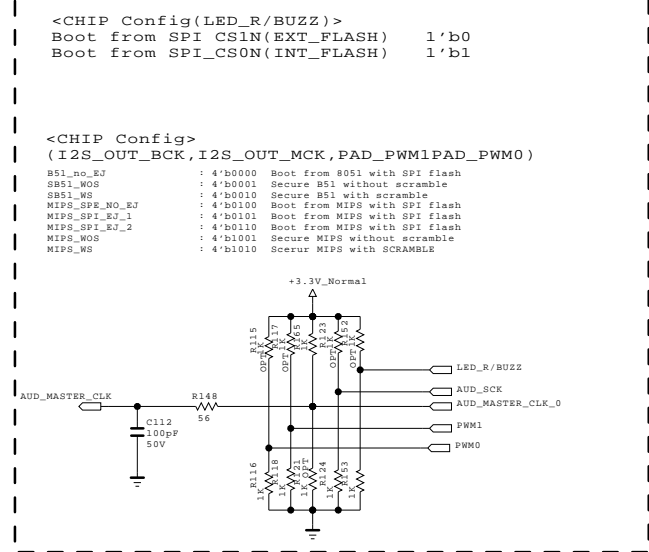 <CHIP Config(LED_R/BUZZ)>
Boot from SPI CS1N(EXT_FLASH) 1'b0
Boot from SPI_CS0N(INT_FLASH) 1'b1
<CHIP Config>
(I2S_OUT_BCK,I2S_OUT_MCK,PAD_PWM1PAD_PWM0)
B51_no_EJ : 4'b0000 Boot from 8051 with SPI flash
SB51_WOS : 4'b0001 Secure B51 without scramble
SB51_WS : 4'b0010 Secure B51 with scramble
MIPS_SPE_NO_EJ : 4'b0100 Boot from MIPS with SPI flash
MIPS_SPI_EJ_1 : 4'b0101 Boot from MIPS with SPI flash
MIPS_SPI_EJ_2 : 4'b0110 Boot from MIPS with SPI flash
MIPS_WOS : 4'b1001 Secure MIPS without scramble
MIPS_WS : 4'b1010 Scerur MIPS with SCRAMBLE
+3.3V_Normal
R115
OPT 1K
R117
OPT 1K
R165
1K
R123
OPT 1K
R152
OPT 1K
LED_R/BUZZ
AUD_SCK
AUD_MASTER_CLK
R148
56
AUD_MASTER_CLK_0
C112
100pF
50V
PWM1
PWM0
R116
1K
R118
1K
R121
1K OPT
R124
1K
R153
1K